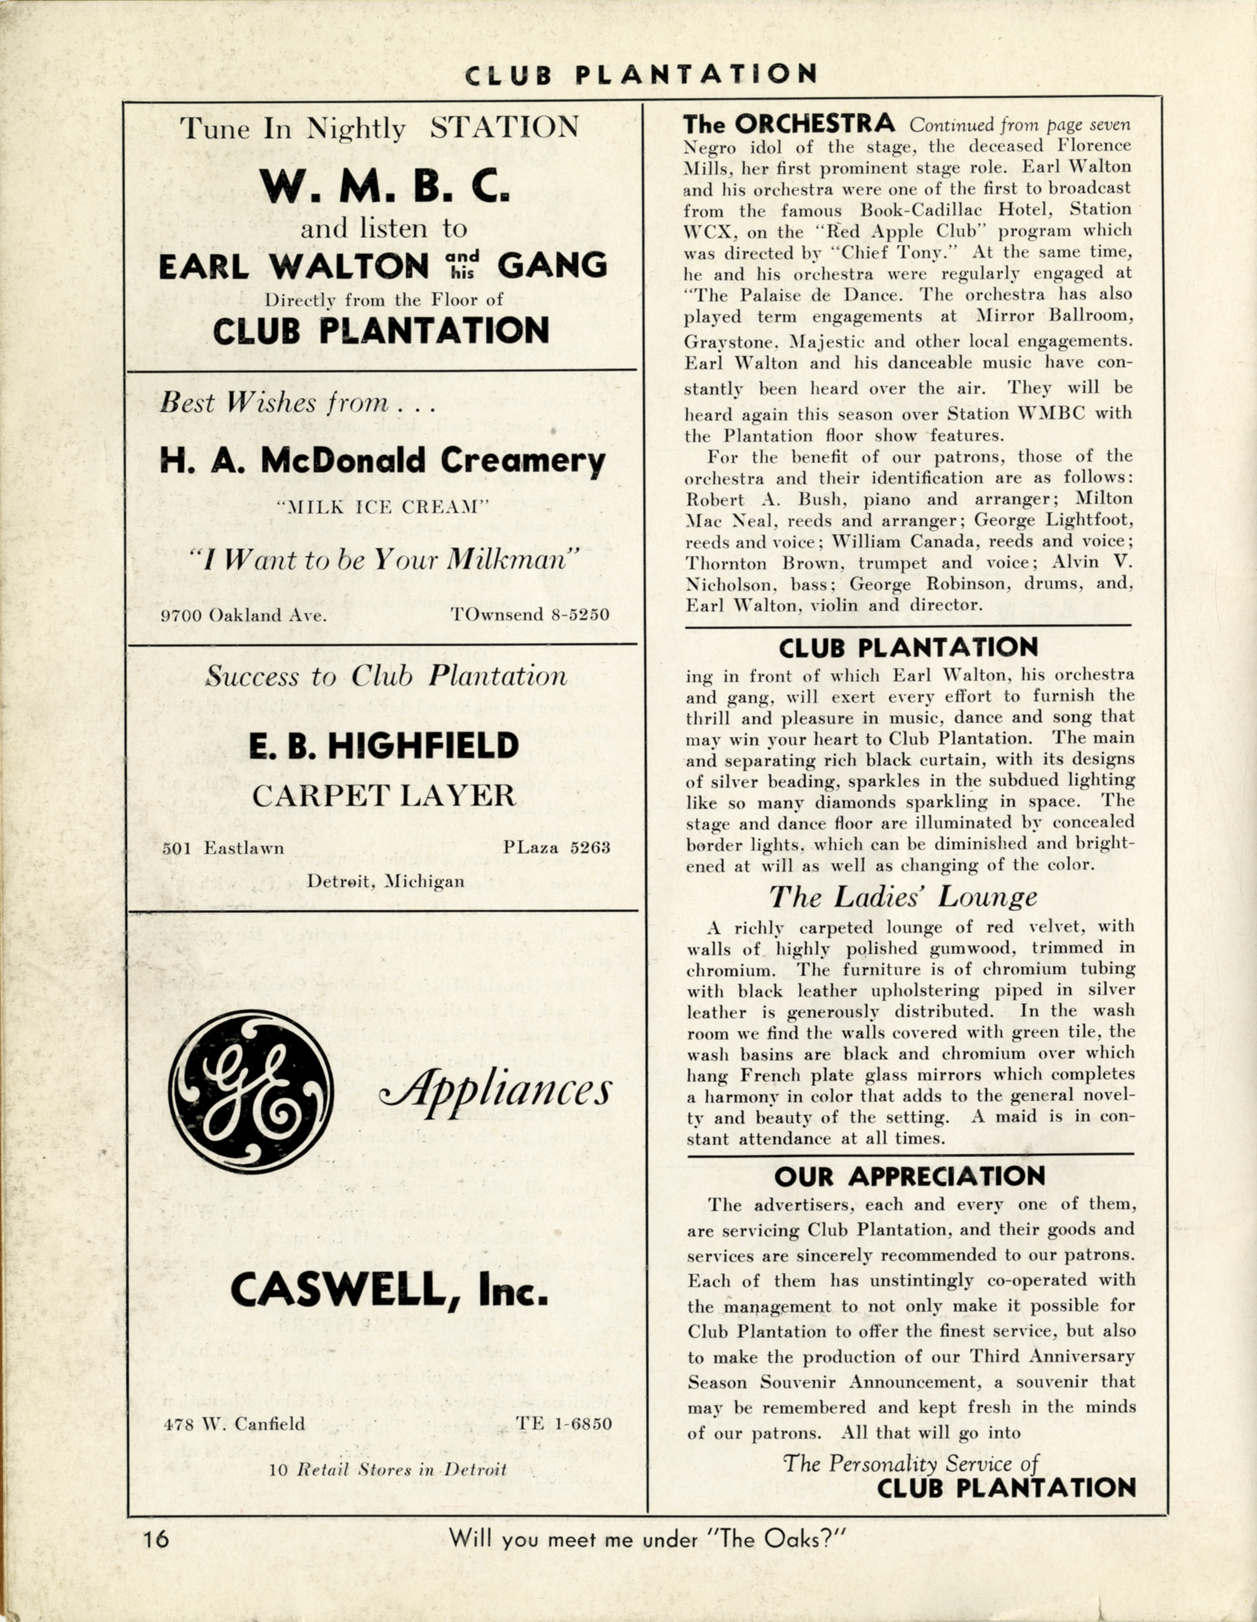 CLUB PLANTATION
Tune In Nightly STATION
W. M. B. C.
and listen to
EARL WALTON and his GANG
Directly from the Floor of
CLUB PLANTATION
Best Wishes from . . .
H. A. McDonald Creamery
"MILK ICE CREAM"
"I Want to be Your Milkman"
9700 Oakland Ave. TOwnsend 8-5250
Success to Club Plantation
E. B. HIGHFIELD
CARPET LAYER
501 Eastlawn PLaza 5263
Detroit, Michigan
GE Appliances
CASWELL, Inc.
478 W. Canfield TE 1-6850
10 Retail Stores in Detroit
The ORCHESTRA Continued from page seven
Negro idol of the stage, the deceased Florence
Mills, her first prominent stage role. Earl Walton
and his orchestra were one of the first to broadcast
from the famous Book-Cadillac Hotel, Station
WCX, on the "Red Apple Club" program which
was directed by "Chief Tony." At the same time,
he and his orchestra were regularly engaged at
"The Palaise de Dance. The orchestra has also
played term engagements at Mirror Ballroom,
Graystone, Majestic and other local engagements.
Earl Walton and his danceable music have con-
stantly been heard over the air. They will be
heard again this season over Station WMBC with
the Plantation floor show features.
For the benefit of our patrons, those of the
orchestra and their identification are as follows:
Robert A. Bush, piano and arranger; Milton
Mac Neal, reeds and arranger; George Lightfoot,
reeds and voice; William Canada, reeds and voice;
Thornton Brown, trumpet and voice; Alvin V.
Nicholson, bass; George Robinson, drums, and,
Earl Walton, violin and director.
CLUB PLANTATION
ing in front of which Earl Walton, his orchestra
and gang, will exert every effort to furnish the
thrill and pleasure in music, dance and song that
may win your heart to Club Plantation. The main
and separating rich black curtain, with its designs
of silver beading, sparkles in the subdued lighting
like so many diamonds sparkling in space. The
stage and dance floor are illuminated by concealed
border lights, which can be diminished and bright-
ened at will as well as changing of the color.
The Ladies' Lounge
A richly carpeted lounge of red velvet, with
walls of highly polished gumwood, trimmed in
chromium. The furniture is of chromium tubing
with black leather upholstering piped in silver
leather is generously distributed. In the wash
room we find the walls covered with green tile, the
wash basins are black and chromium over which
hang French plate glass mirrors which completes
a harmony in color that adds to the general novel-
ty and beauty of the setting. A maid is in con-
stant attendance at all times.
OUR APPRECIATION
The advertisers, each and every one of them,
are servicing Club Plantation, and their goods and
services are sincerely recommended to our patrons.
Each of them has unstintingly co-operated with
the management to not only make it possible for
Club Plantation to offer the finest service, but also
to make the production of our Third Anniversary
Season Souvenir Announcement, a souvenir that
may be remembered and kept fresh in the minds
of our patrons. All that will go into
The Personality Service of
CLUB PLANTATION
16 Will you meet me under "The Oaks?"